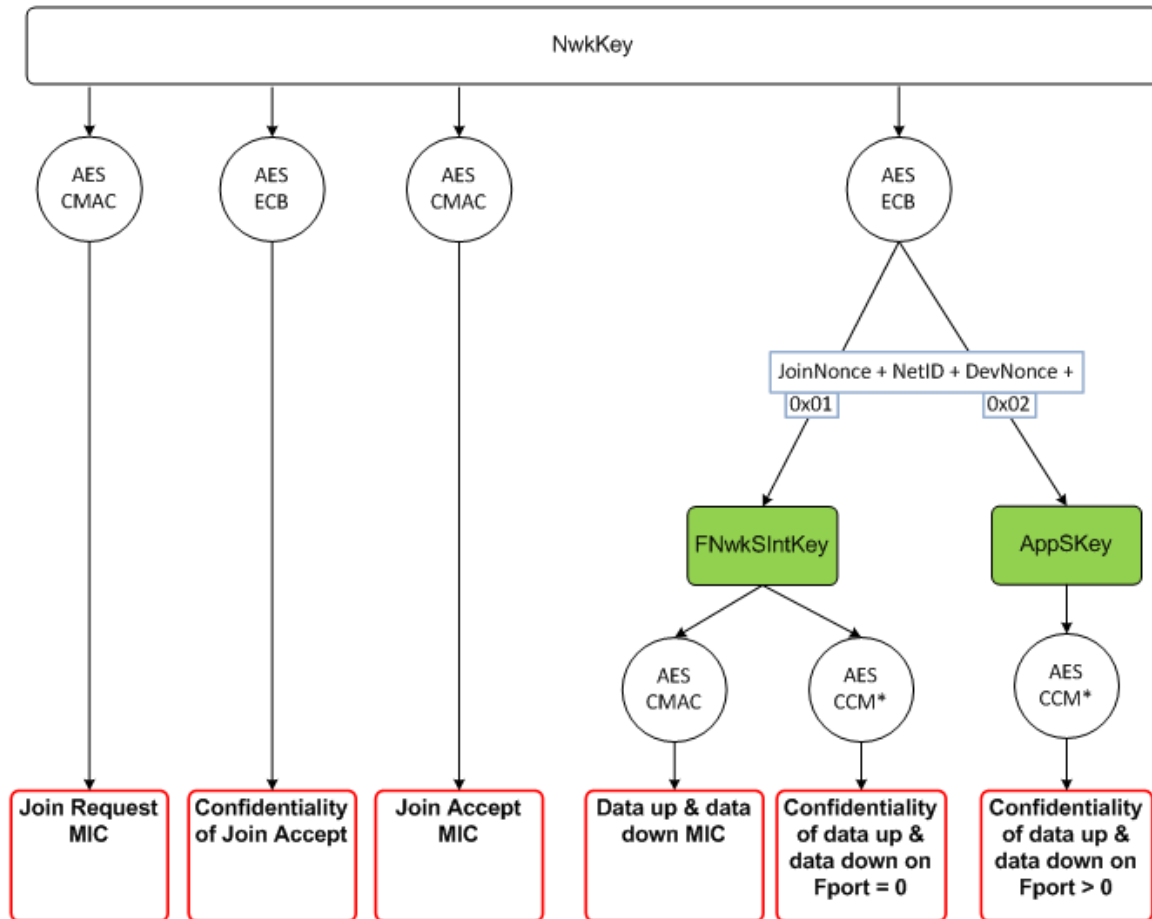 NwkKey
AES
CMAC
AES
ECB
AES
CMAC
AES
ECB
JoinNonce + NetID + DevNonce +
0x01
0x02
FNwkSIntKey
AppSKey
AES
CMAC
AES
CCM*
AES
CCM*
Join Request
MIC
Confidentiality
of Join Accept
Join Accept
MIC
Data up & data
down MIC
Confidentiality
of data up &
data down on
Fport = 0
Confidentiality
of data up &
data down on
Fport > 0